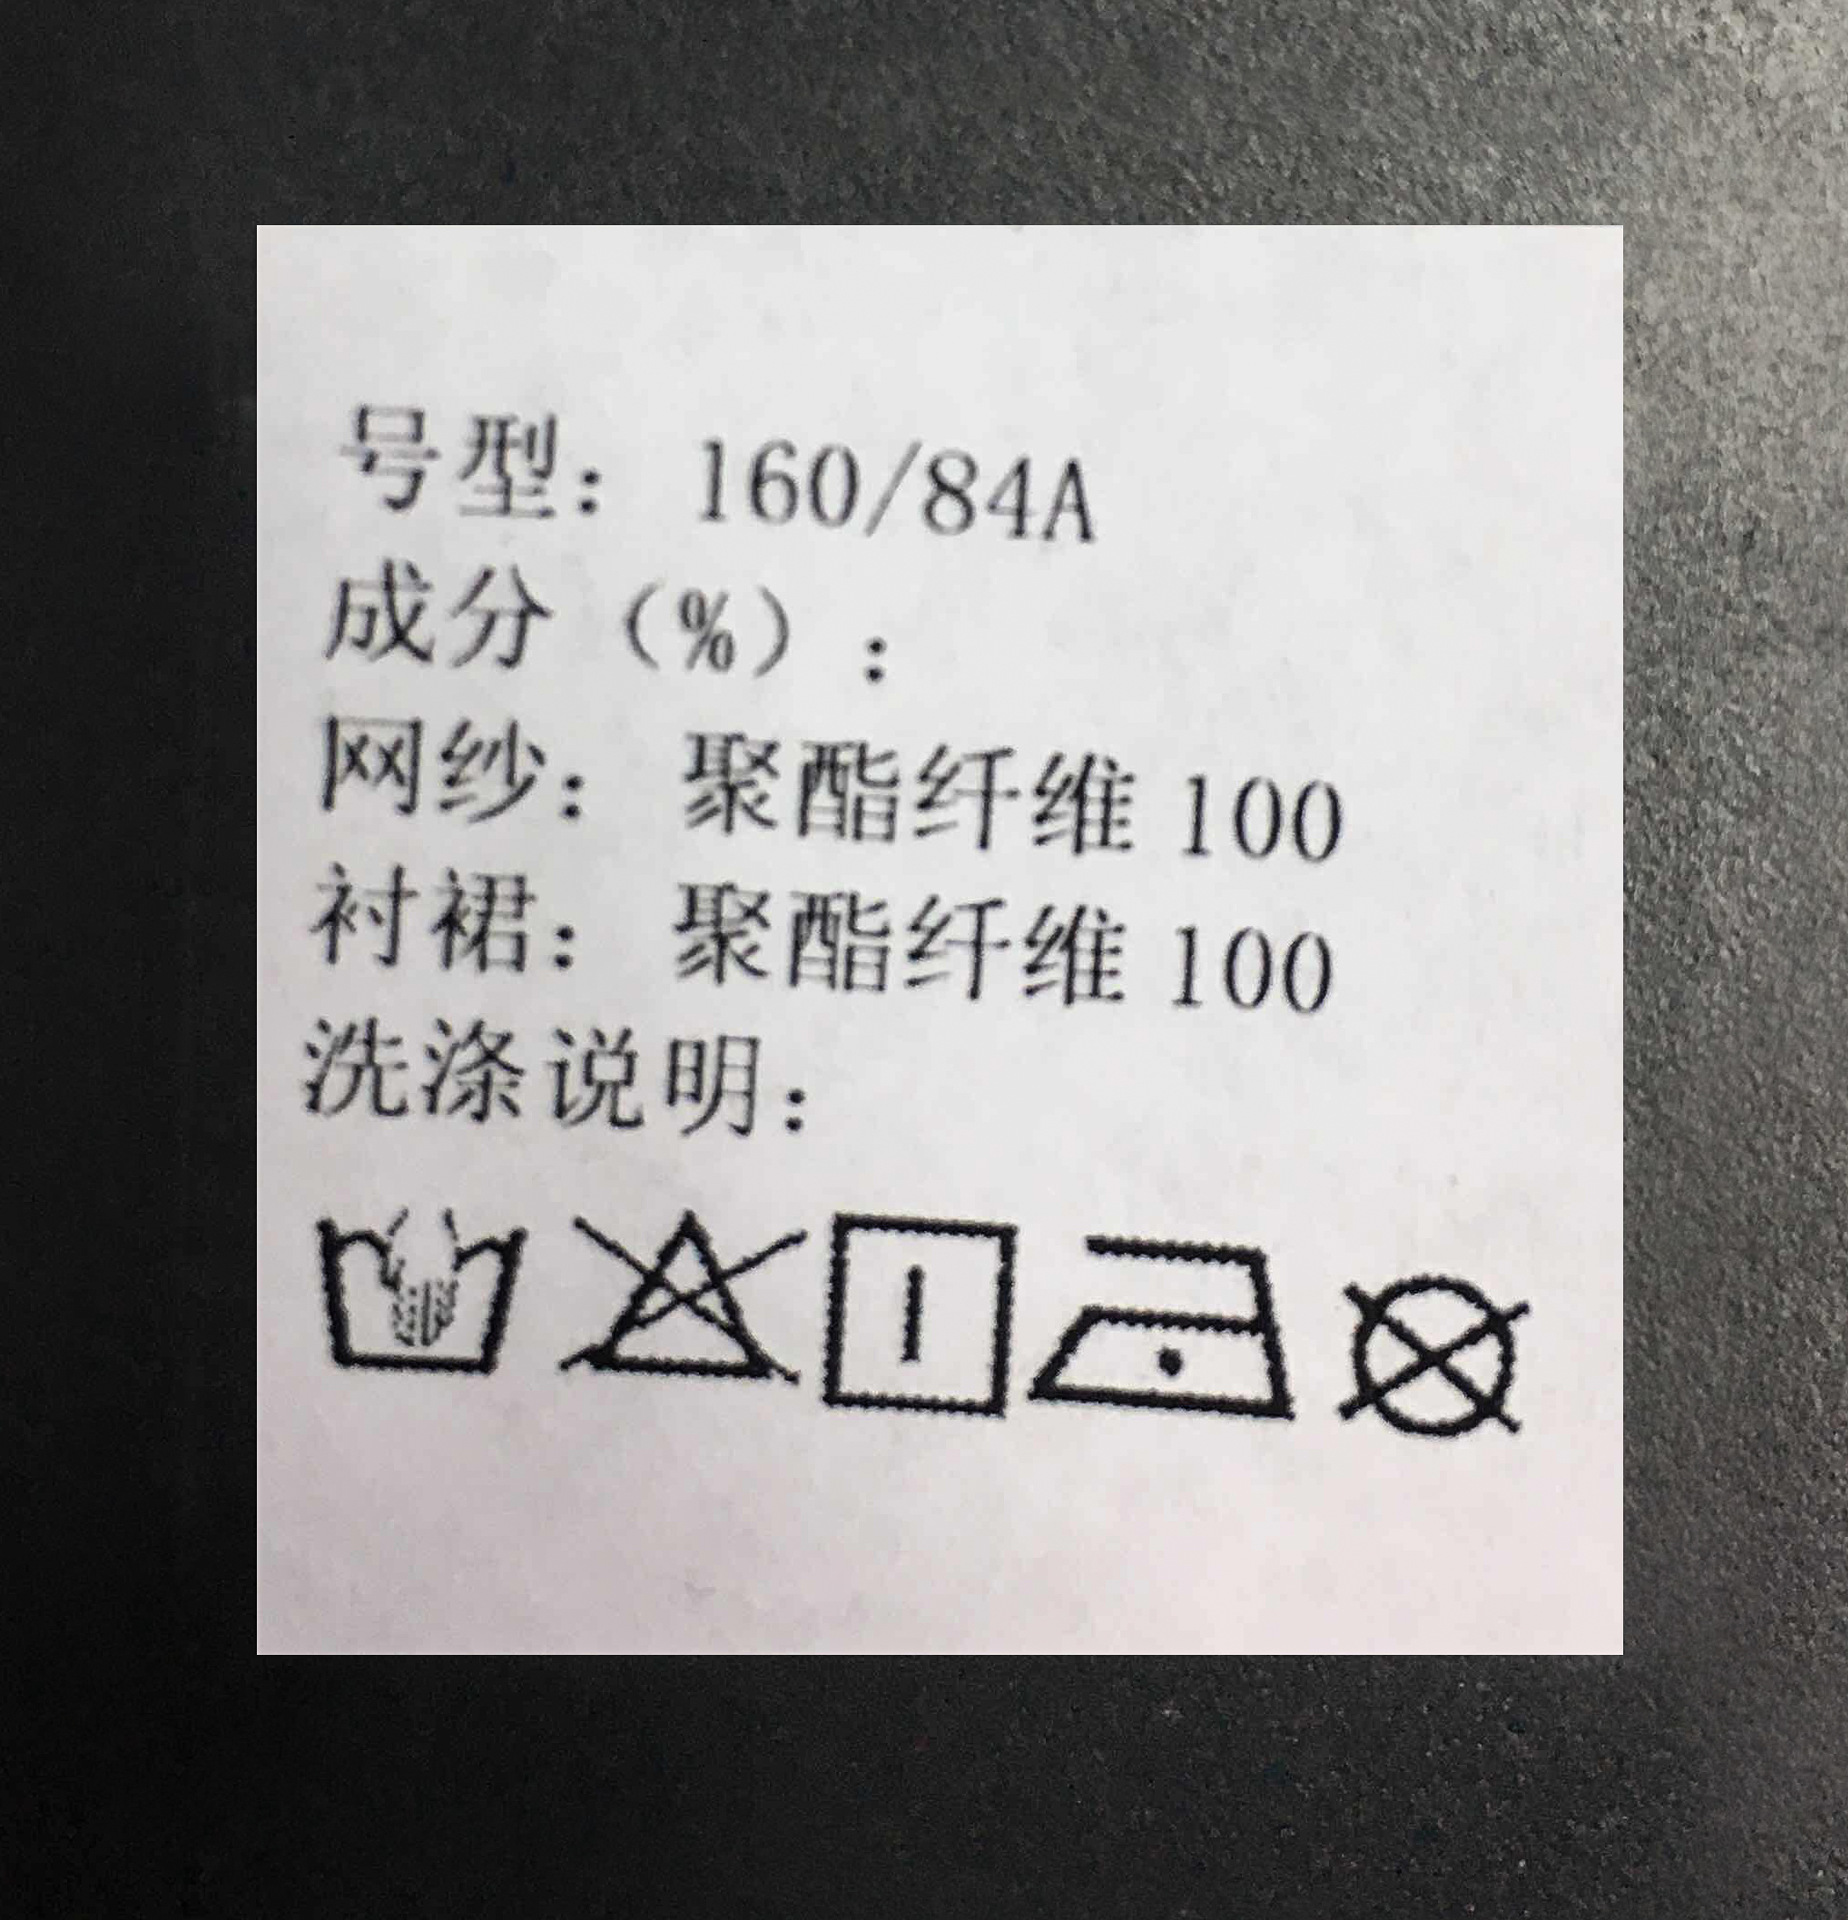 号型： 160/84A
成分（%）：
网纱： 聚酯纤维 100
衬裙： 聚酯纤维 100
洗涤说明：